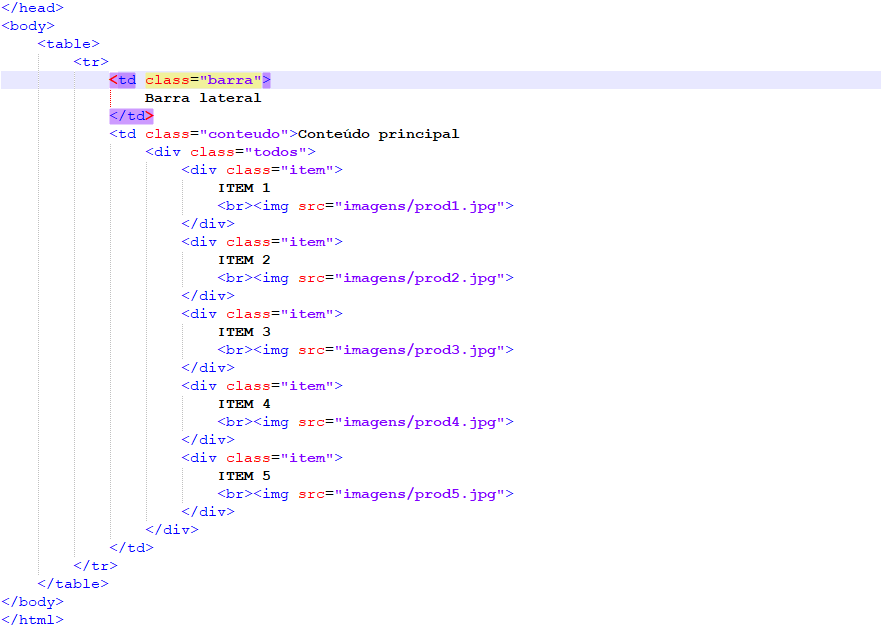 </head>
<body>
    <table>
        <tr>
            <td class="barra">
                Barra lateral
            </td>
            <td class="conteudo">Conteúdo principal
                <div class="todos">
                    <div class="item">
                        ITEM 1
                        <br><img src="imagens/prod1.jpg">
                    </div>
                    <div class="item">
                        ITEM 2
                        <br><img src="imagens/prod2.jpg">
                    </div>
                    <div class="item">
                        ITEM 3
                        <br><img src="imagens/prod3.jpg">
                    </div>
                    <div class="item">
                        ITEM 4
                        <br><img src="imagens/prod4.jpg">
                    </div>
                    <div class="item">
                        ITEM 5
                        <br><img src="imagens/prod5.jpg">
                    </div>
                </div>
            </td>
        </tr>
    </table>
</body>
</html>